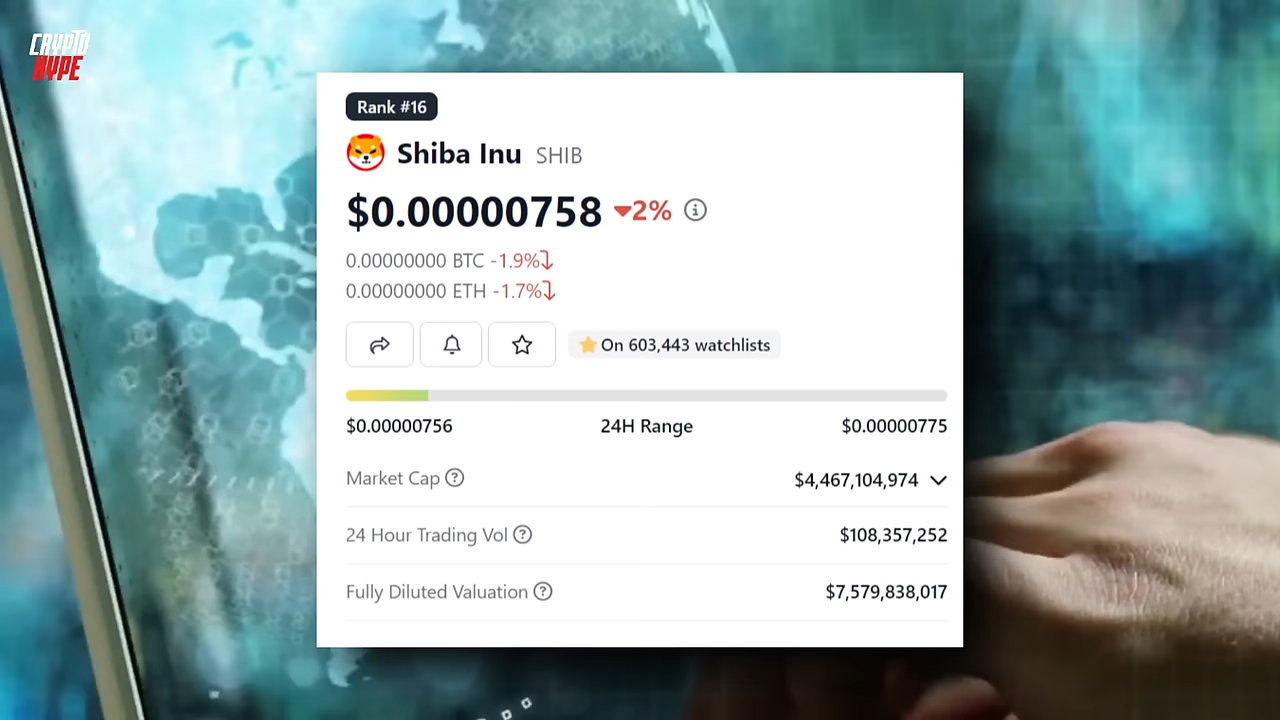 CRYPTO
HYPE
Rank #16
Shiba Inu SHIB
$0.00000758 2%
0.00000000 BTC -1.9%
0.00000000 ETH -1.7%
On 603,443 watchlists
$0.00000756 24H Range $0.00000775
Market Cap $4,467,104,974
24 Hour Trading Vol $108,357,252
Fully Diluted Valuation $7,579,838,017